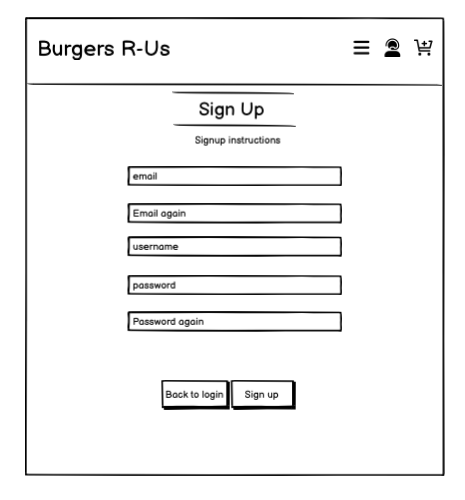 Burgers R-Us
Sign Up
Signup instructions
email
Email again
username
password
Password again
Back to login
Sign up